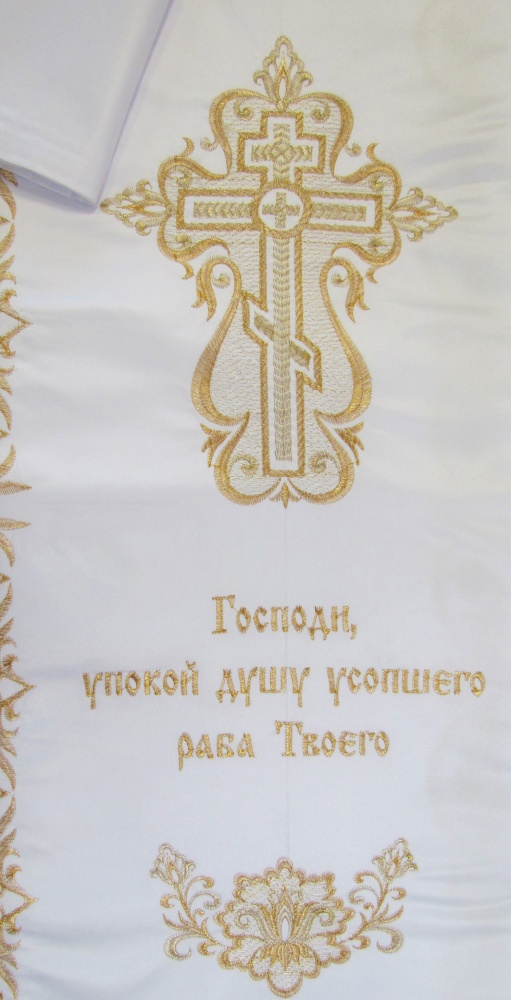 Господи,
упокой душу усопшего
раба Твоего